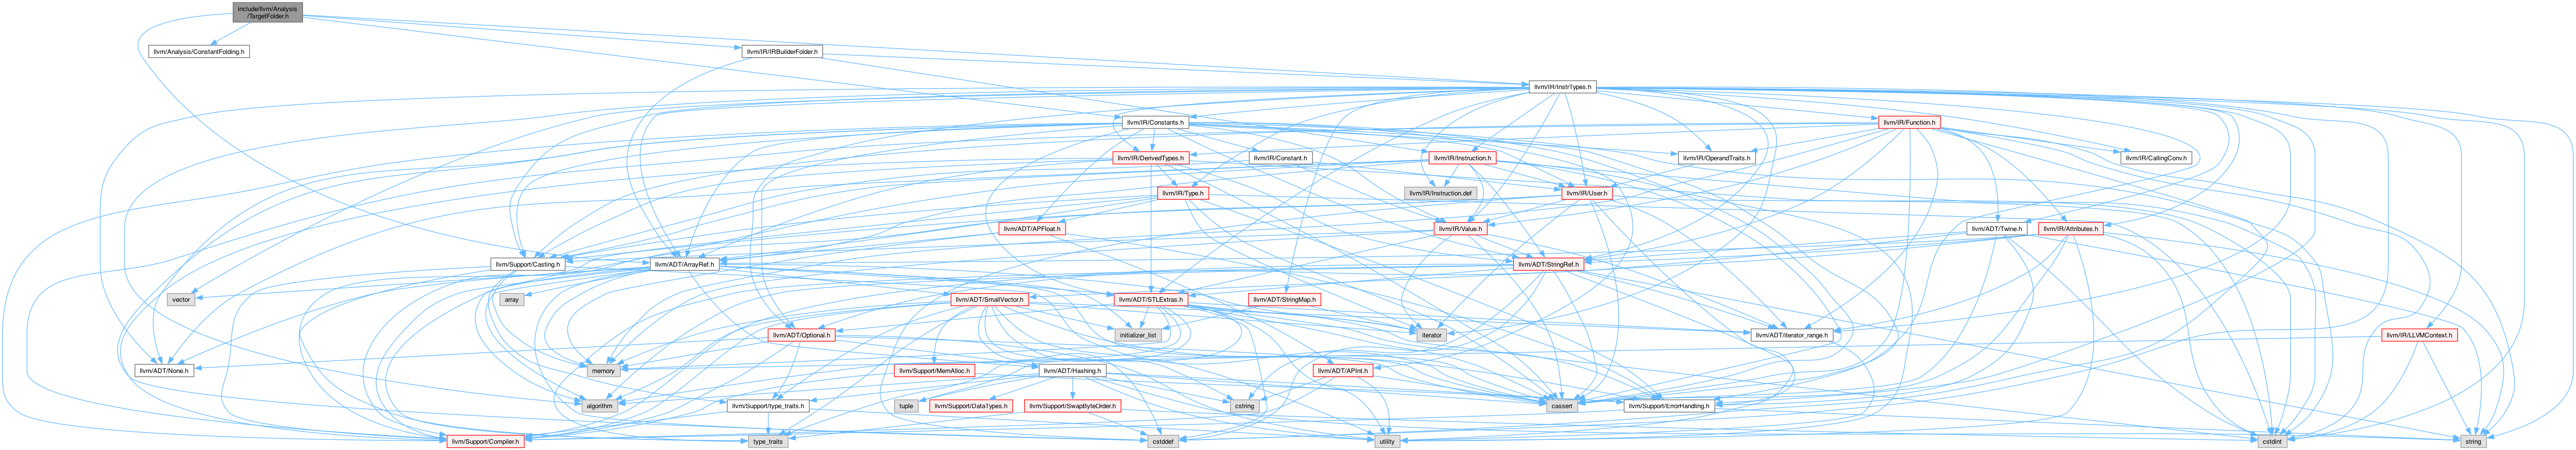 include/llvm/Analysis
/TargetFolder.h
llvm/Analysis/ConstantFolding.h
llvm/IR/IRBuilderFolder.h
llvm/IR/InstrTypes.h
llvm/IR/Constants.h
llvm/IR/Function.h
llvm/IR/DerivedTypes.h
llvm/IR/Constant.h
llvm/IR/Instruction.h
llvm/IR/OperandTraits.h
llvm/IR/CallingConv.h
llvm/IR/Type.h
llvm/IR/Instruction.def
llvm/IR/User.h
llvm/ADT/APFloat.h
llvm/IR/Value.h
llvm/ADT/Twine.h
llvm/IR/Attributes.h
llvm/Support/Casting.h
llvm/ADT/ArrayRef.h
llvm/ADT/StringRef.h
vector
array
llvm/ADT/SmallVector.h
llvm/ADT/STLExtras.h
llvm/ADT/StringMap.h
llvm/ADT/Optional.h
initializer_list
iterator
llvm/ADT/iterator_range.h
llvm/IR/LLVMContext.h
llvm/ADT/None.h
memory
llvm/Support/MemAlloc.h
llvm/ADT/Hashing.h
llvm/ADT/APInt.h
algorithm
llvm/Support/type_traits.h
tuple
llvm/Support/DataTypes.h
llvm/Support/SwapByteOrder.h
cstring
cassert
llvm/Support/ErrorHandling.h
llvm/Support/Compiler.h
type_traits
cstddef
utility
cstdint
string